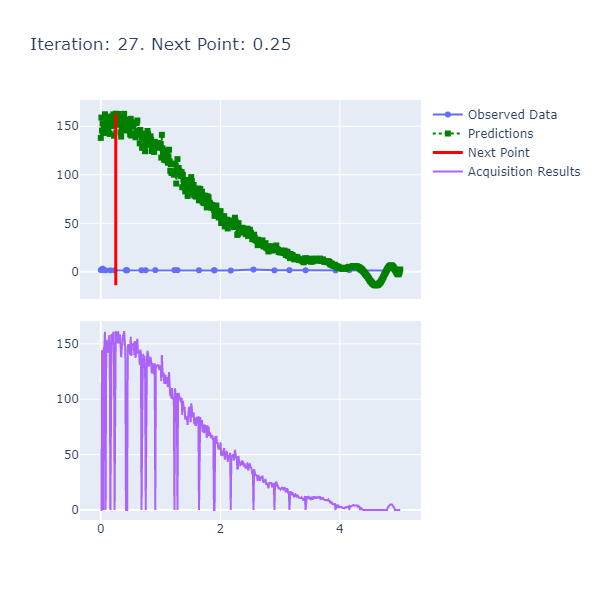 Iteration: 27. Next Point: 0.25
Observed Data
Predictions
Next Point
Acquisition Results
150
100
50
0
150
100
50
0
0
2
4